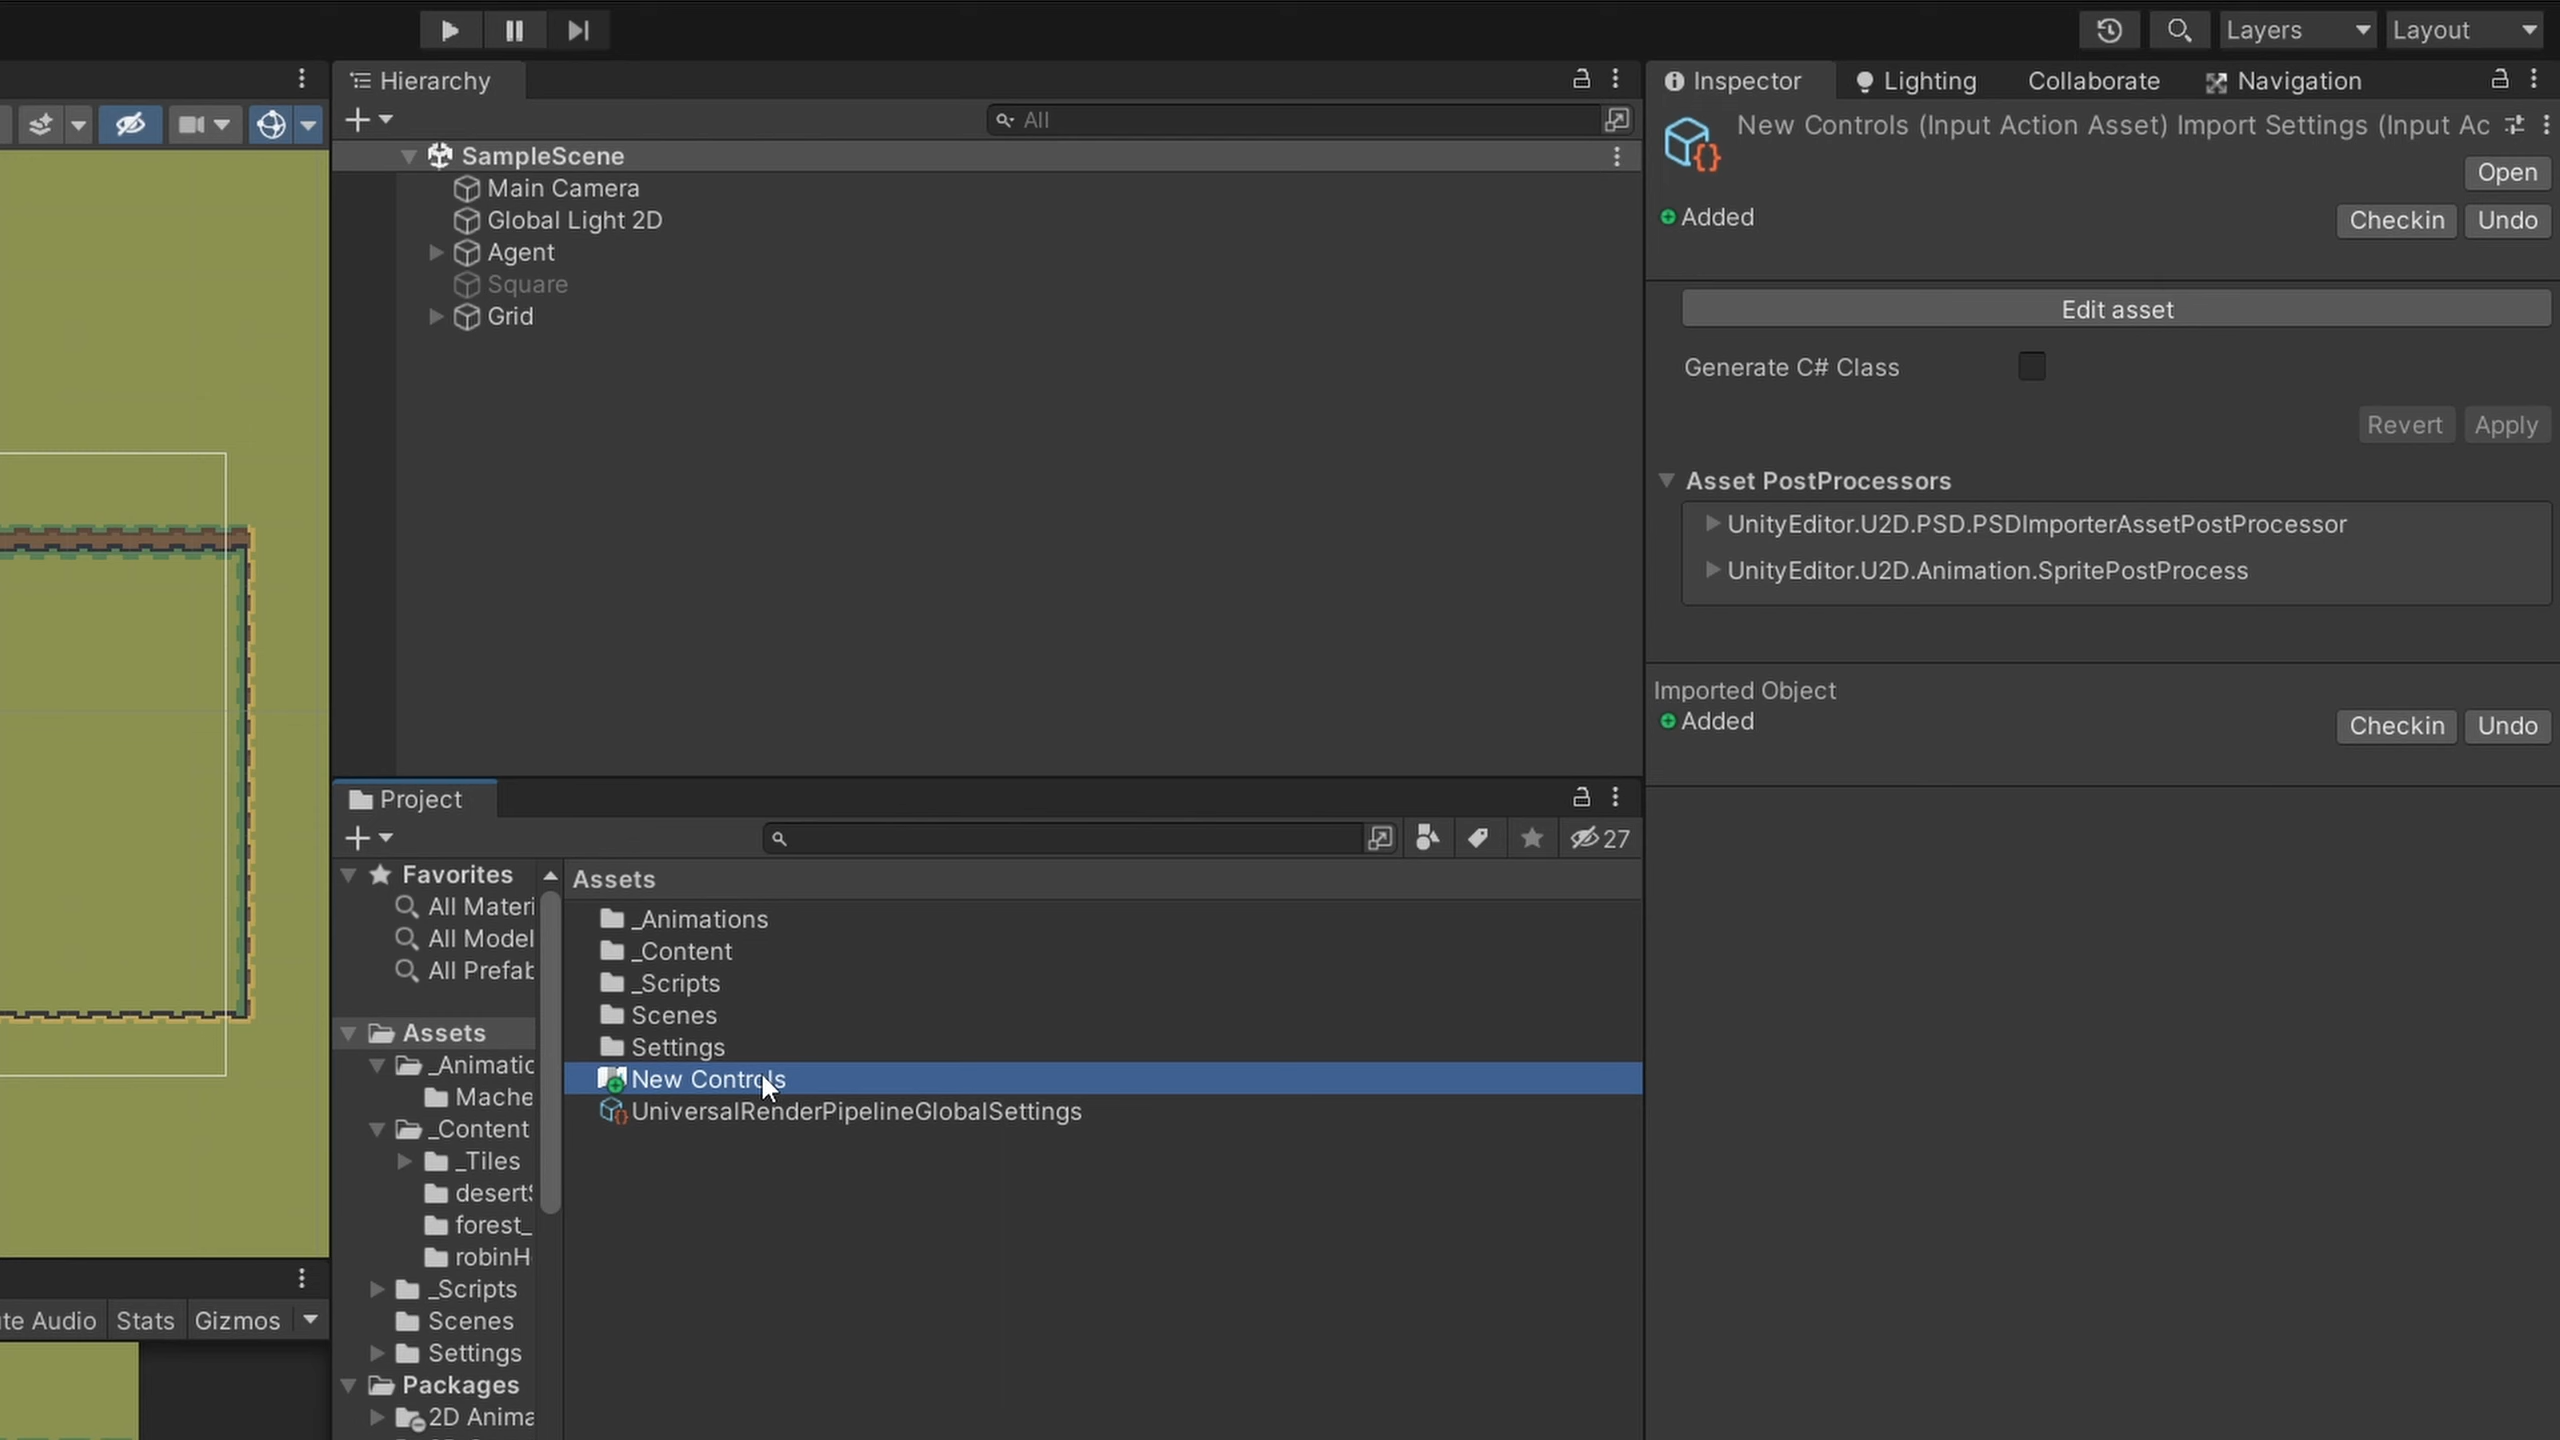 Layers
Layout
Hierarchy
All
SampleScene
Main Camera
Global Light 2D
Agent
Square
Grid
Inspector
Lighting
Collaborate
Navigation
New Controls (Input Action Asset) Import Settings (Input Ac
Open
Added
Checkin
Undo
Edit asset
Generate C# Class
Revert
Apply
Asset PostProcessors
UnityEditor.U2D.PSD.PSDImporterAssetPostProcessor
UnityEditor.U2D.Animation.SpritePostProcess
Imported Object
Added
Checkin
Undo
Project
27
Favorites
All Materi
All Model
All Prefab
Assets
_Animatio
Mache
_Content
_Tiles
desert
forest_
robinH
_Scripts
Scenes
Settings
Packages
2D Anima
Assets
_Animations
_Content
_Scripts
Scenes
Settings
New Controls
UniversalRenderPipelineGlobalSettings
te Audio
Stats
Gizmos